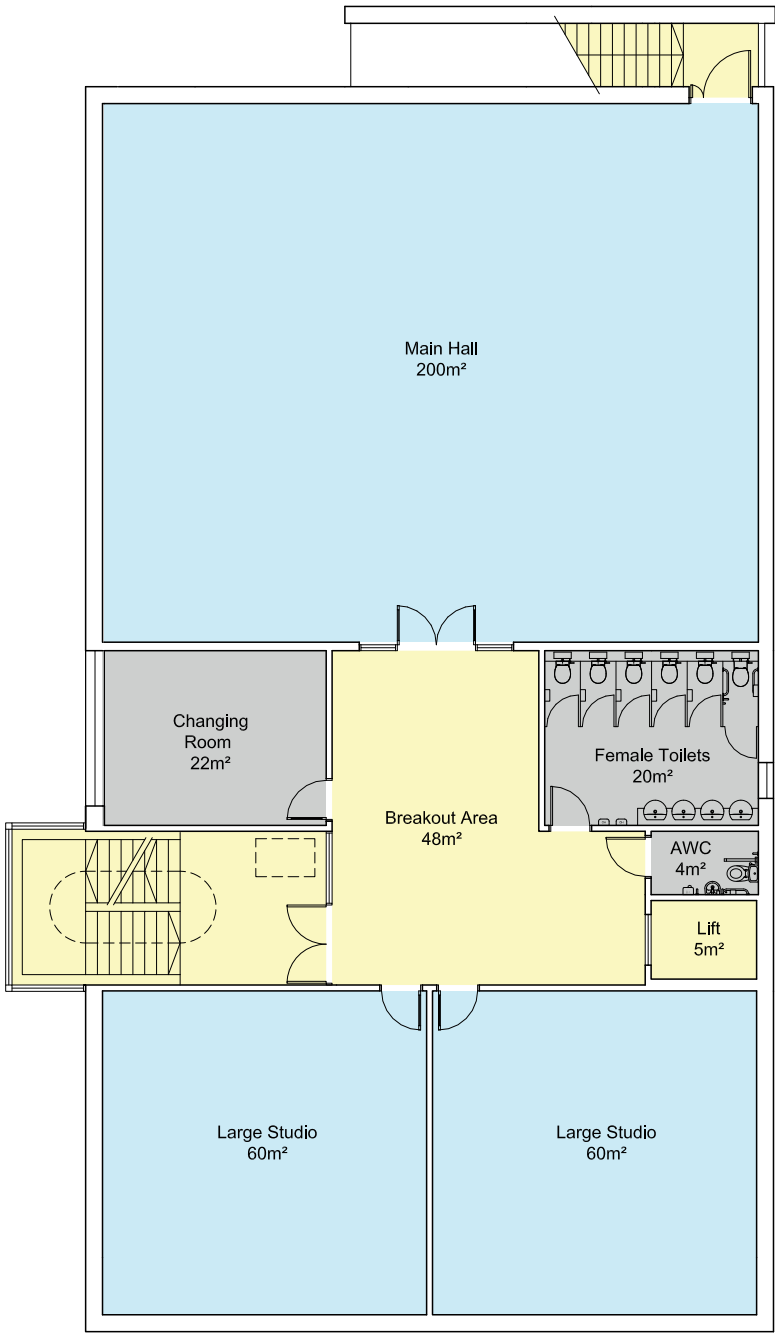 Main Hall
200m²
Changing
Room
22m²
Female Toilets
20m²
Breakout Area
48m²
AWC
4m²
Lift
5m²
Large Studio
60m²
Large Studio
60m²